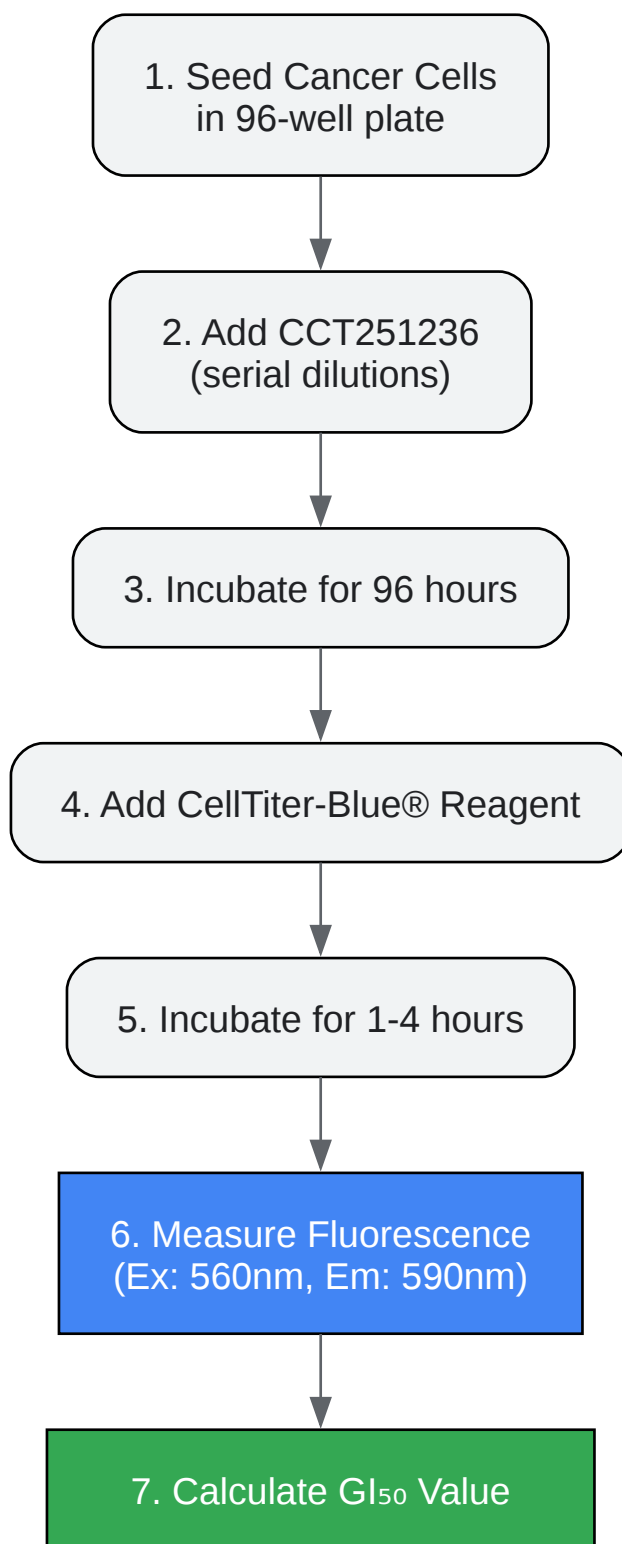 1. Seed Cancer Cells
in 96-well plate
2. Add CCT251236
(serial dilutions)
3. Incubate for 96 hours
4. Add CellTiter-Blue® Reagent
5. Incubate for 1-4 hours
6. Measure Fluorescence
(Ex: 560nm, Em: 590nm)
7. Calculate GI₅₀ Value